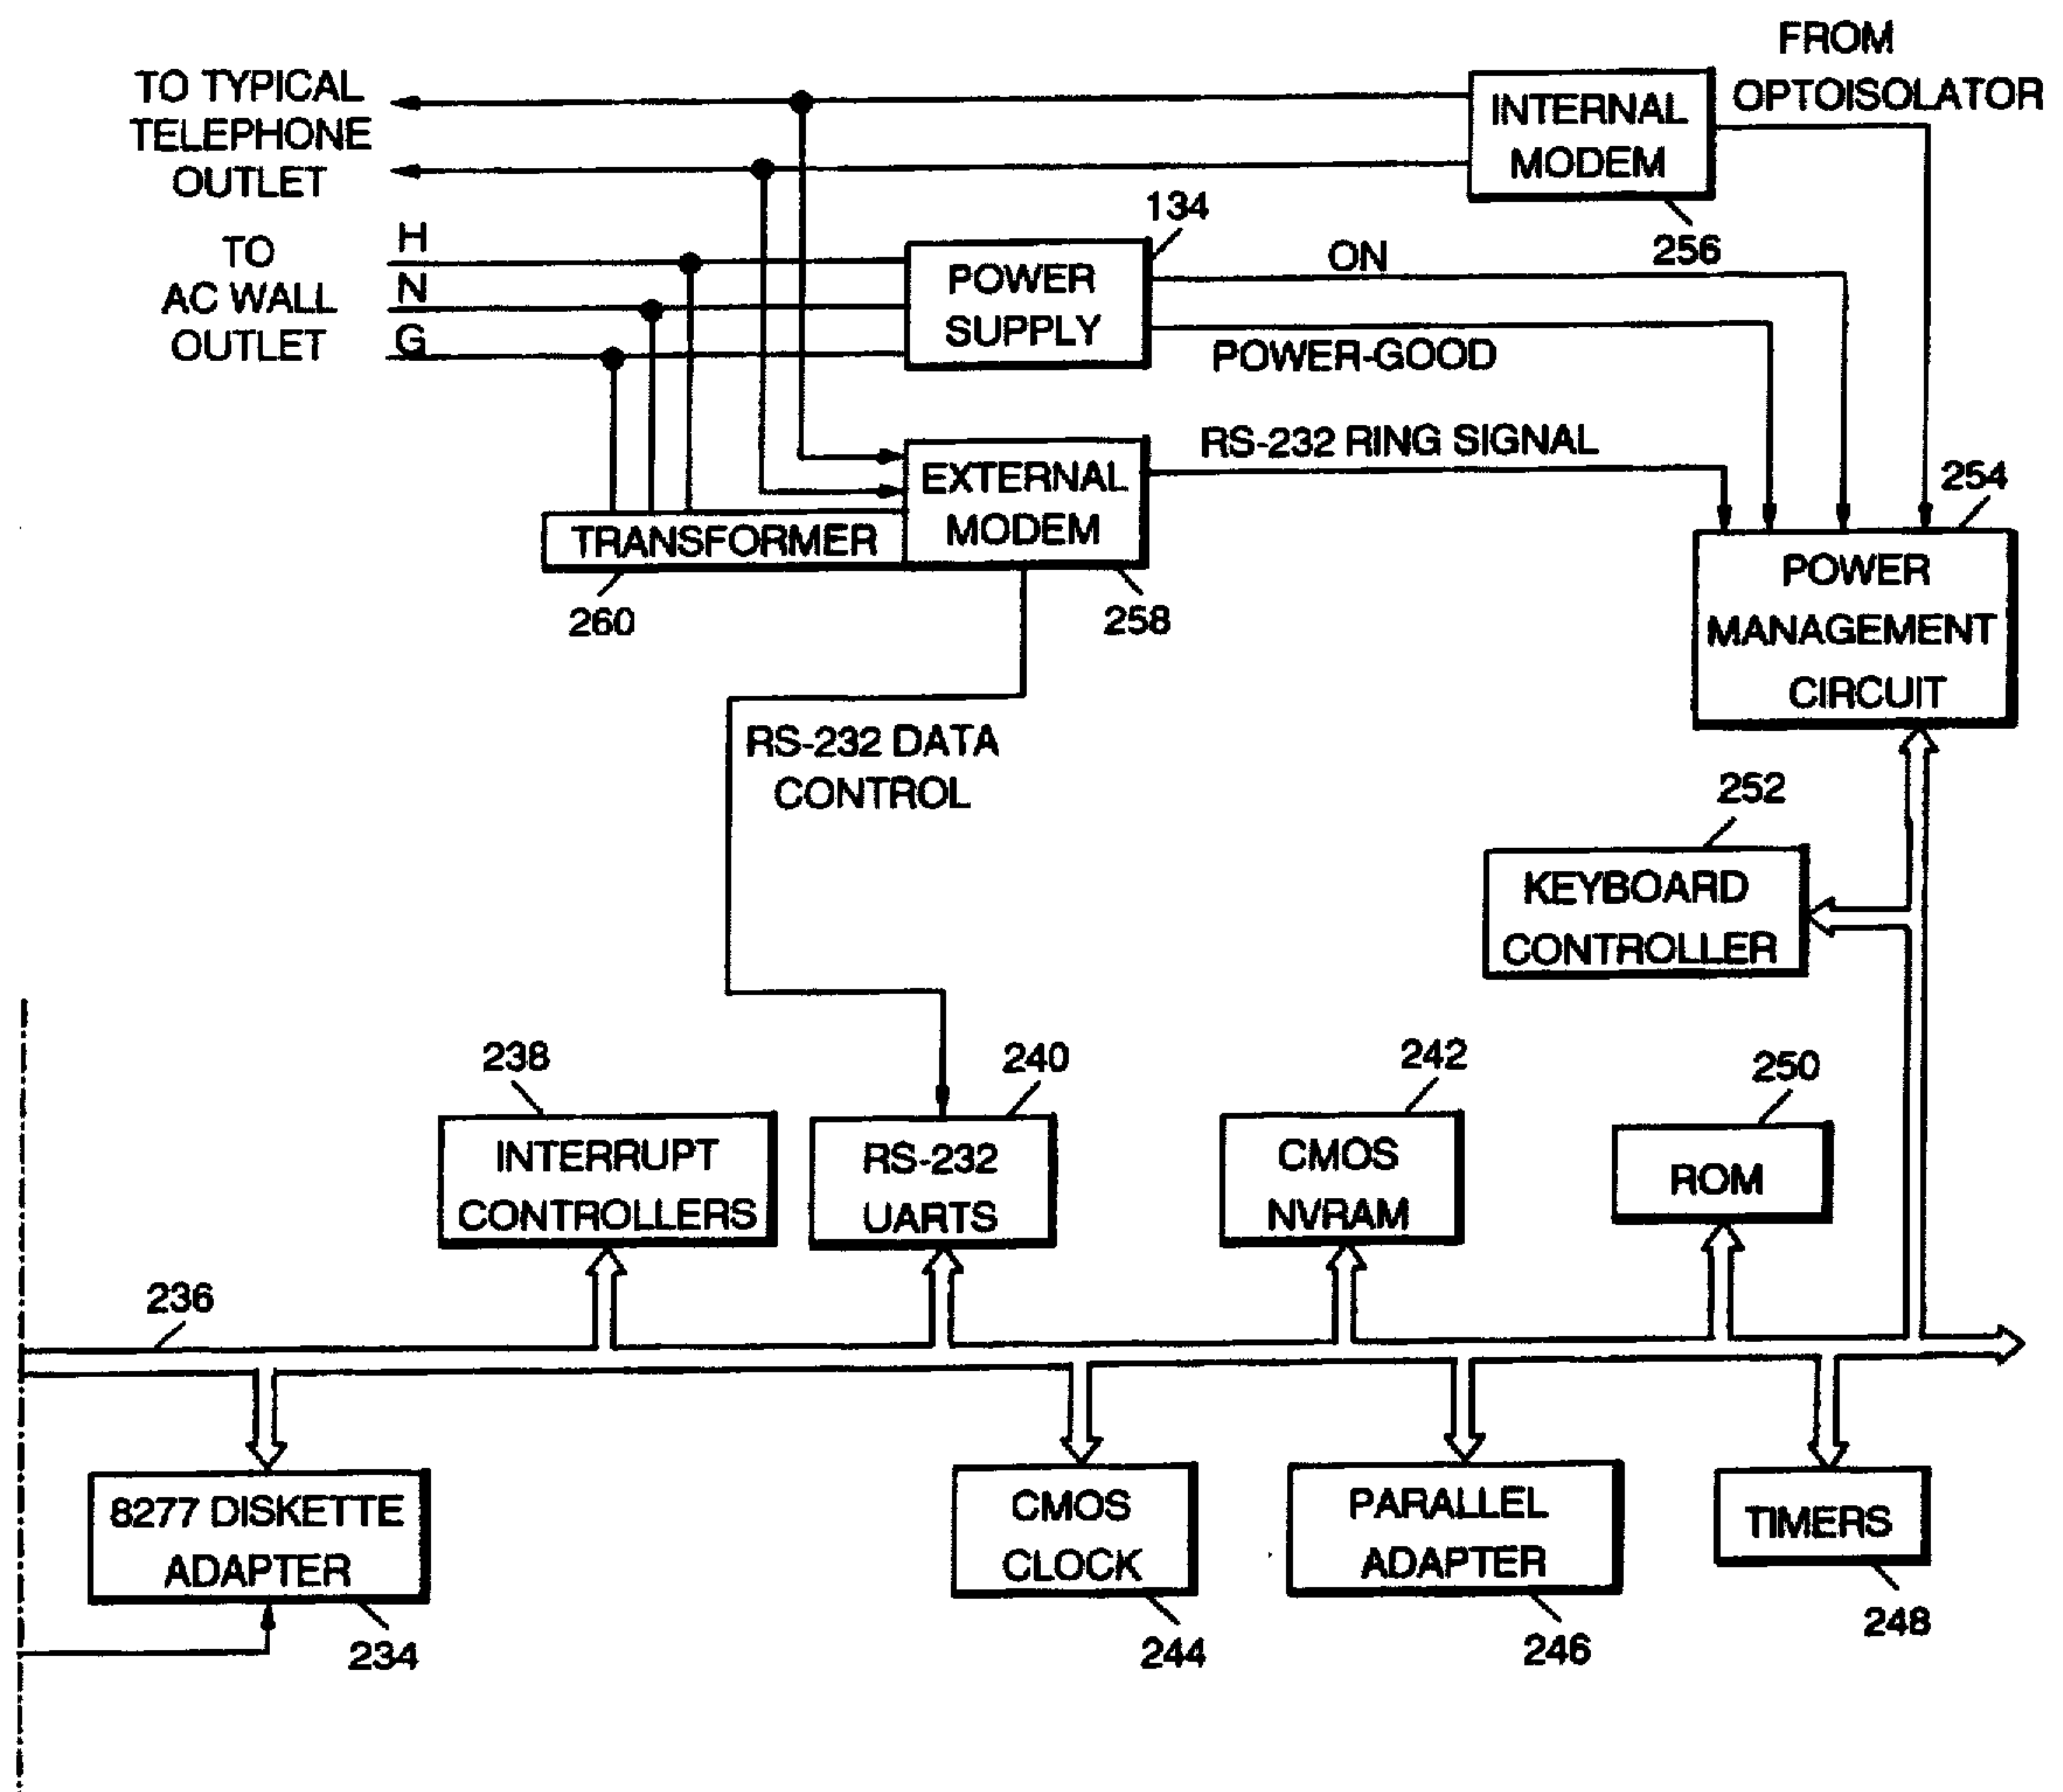 FROM
OPTOISOLATOR
TO TYPICAL
TELEPHONE
OUTLET
INTERNAL
MODEM
256
TO
AC WALL
OUTLET
H
N
G
134
POWER
SUPPLY
ON
POWER-GOOD
RS-232 RING SIGNAL
EXTERNAL
MODEM
258
TRANSFORMER
260
254
POWER
MANAGEMENT
CIRCUIT
RS-232 DATA
CONTROL
252
KEYBOARD
CONTROLLER
238
INTERRUPT
CONTROLLERS
240
RS-232
UARTS
242
CMOS
NVRAM
250
ROM
236
8277 DISKETTE
ADAPTER
234
CMOS
CLOCK
244
PARALLEL
ADAPTER
246
TIMERS
248